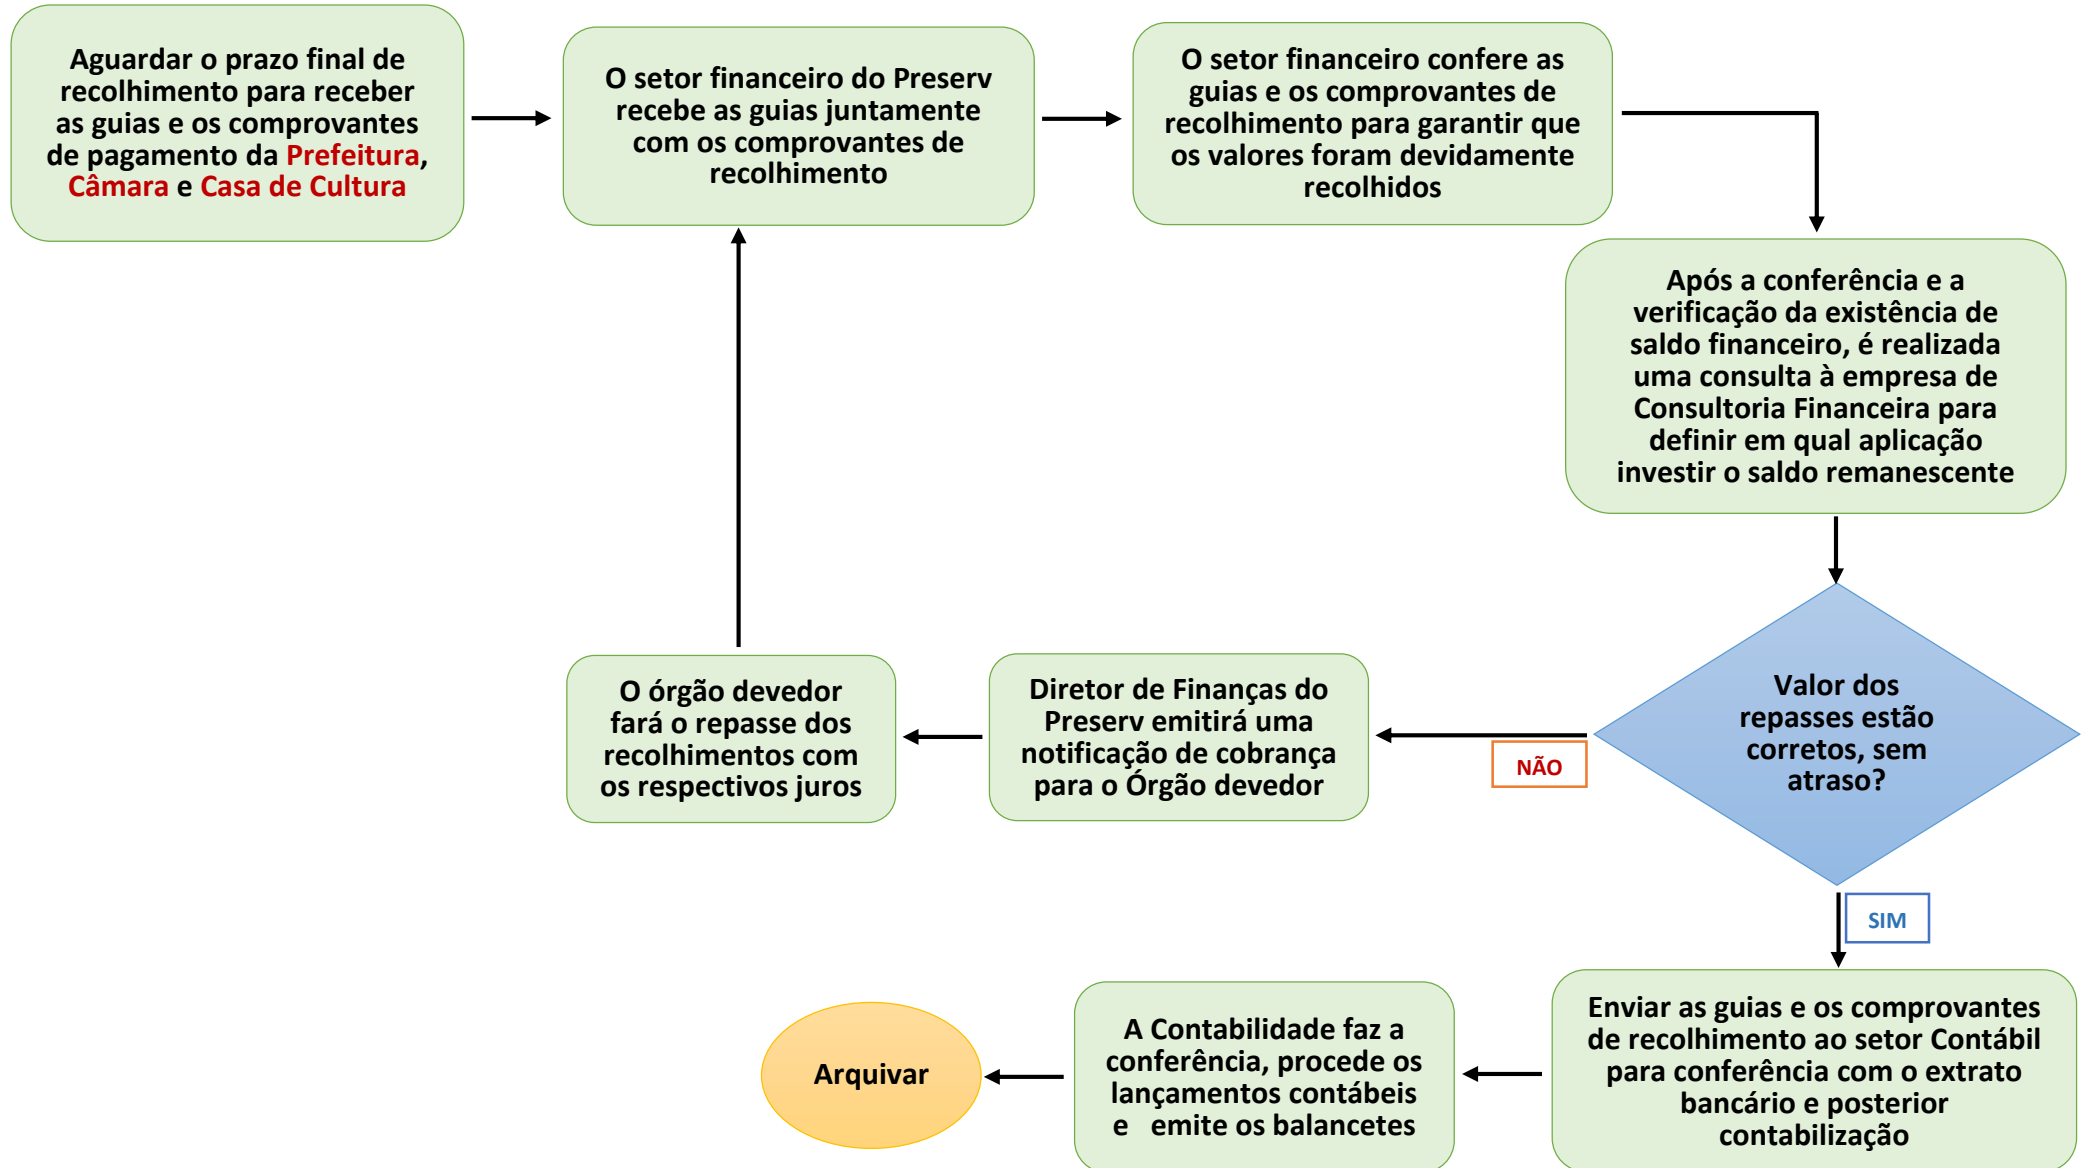 Aguardar o prazo final de
recolhimento para receber
as guias e os comprovantes
de pagamento da Prefeitura,
Câmara e Casa de Cultura
O setor financeiro do Preserv
recebe as guias juntamente
com os comprovantes de
recolhimento
O setor financeiro confere as
guias e os comprovantes de
recolhimento para garantir que
os valores foram devidamente
recolhidos
Após a conferência e a
verificação da existência de
saldo financeiro, é realizada
uma consulta à empresa de
Consultoria Financeira para
definir em qual aplicação
investir o saldo remanescente
Valor dos
repasses estão
corretos, sem
atraso?
NÃO
Diretor de Finanças do
Preserv emitirá uma
notificação de cobrança
para o Órgão devedor
O órgão devedor
fará o repasse dos
recolhimentos com
os respectivos juros
SIM
Enviar as guias e os comprovantes
de recolhimento ao setor Contábil
para conferência com o extrato
bancário e posterior
contabilização
A Contabilidade faz a
conferência, procede os
lançamentos contábeis
e emite os balancetes
Arquivar